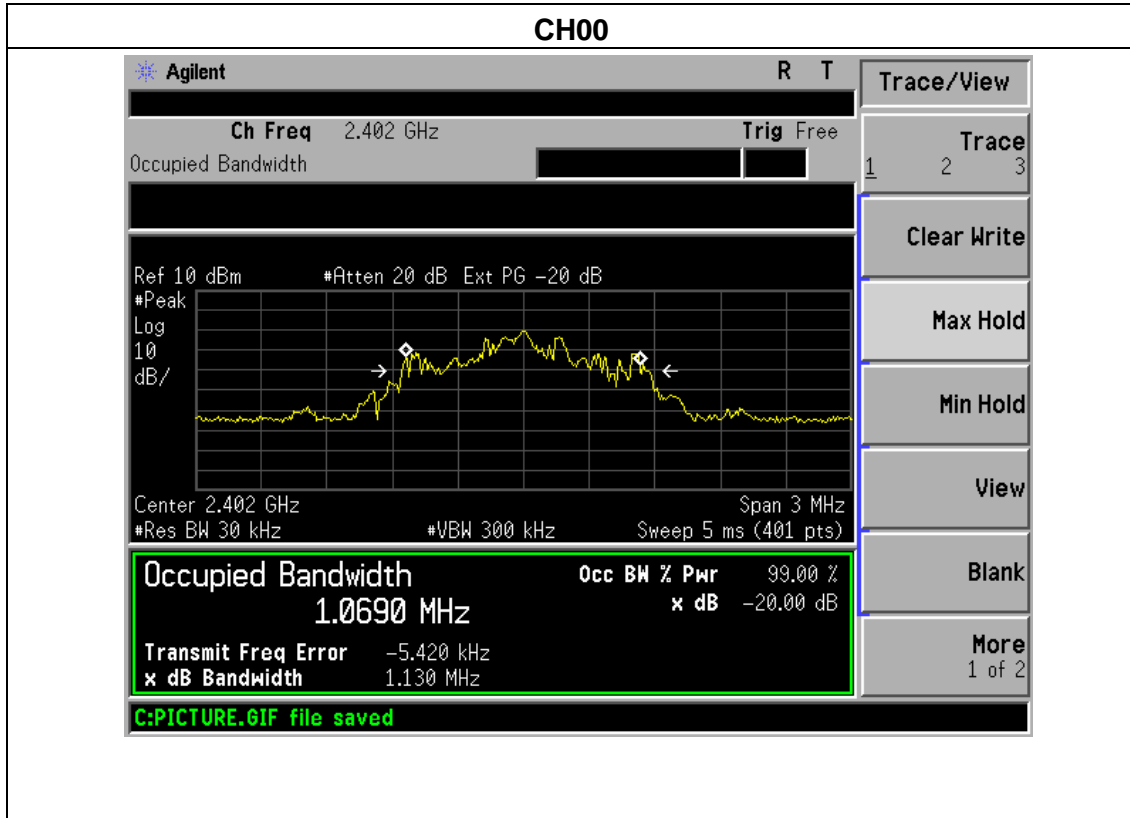 CH00
Agilent R T
Trace/View
Ch Freq 2.402 GHz Trig Free
Occupied Bandwidth
Trace
1 2 3
Clear Write
Ref 10 dBm #Atten 20 dB Ext PG −20 dB
#Peak
Log
10
dB/
Max Hold
Min Hold
View
Center 2.402 GHz Span 3 MHz
#Res BW 30 kHz #VBW 300 kHz Sweep 5 ms (401 pts)
Occupied Bandwidth Occ BW % Pwr 99.00 %
1.0690 MHz x dB −20.00 dB
Blank
Transmit Freq Error −5.420 kHz
x dB Bandwidth 1.130 MHz
More
1 of 2
C:PICTURE.GIF file saved